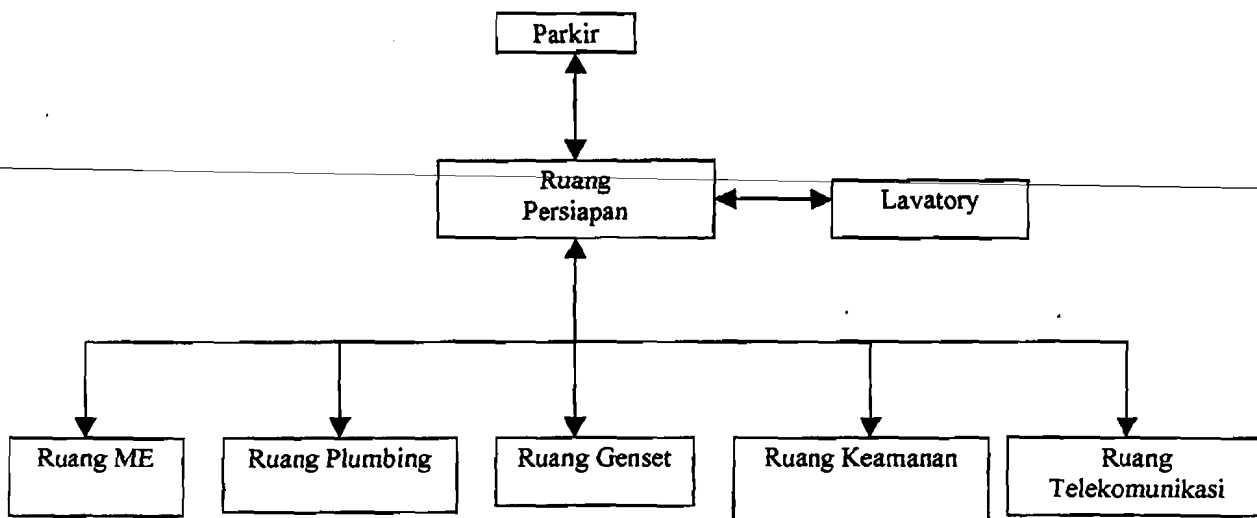 Parkir
Ruang
Persiapan
Lavatory
Ruang ME
Ruang Plumbing
Ruang Genset
Ruang Keamanan
Ruang
Telekomunikasi